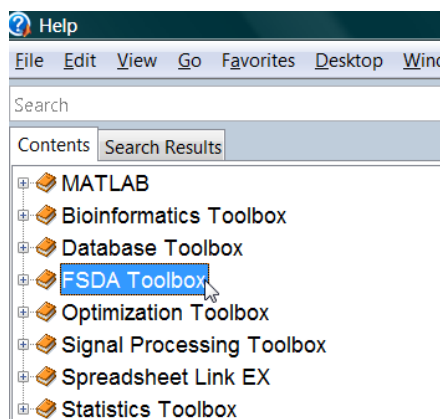 Help
File Edit View Go Favorites Desktop
Search
Contents Search Results
MATLAB
Bioinformatics Toolbox
Database Toolbox
FSDA Toolbox
Optimization Toolbox
Signal Processing Toolbox
Spreadsheet Link EX
Statistics Toolbox